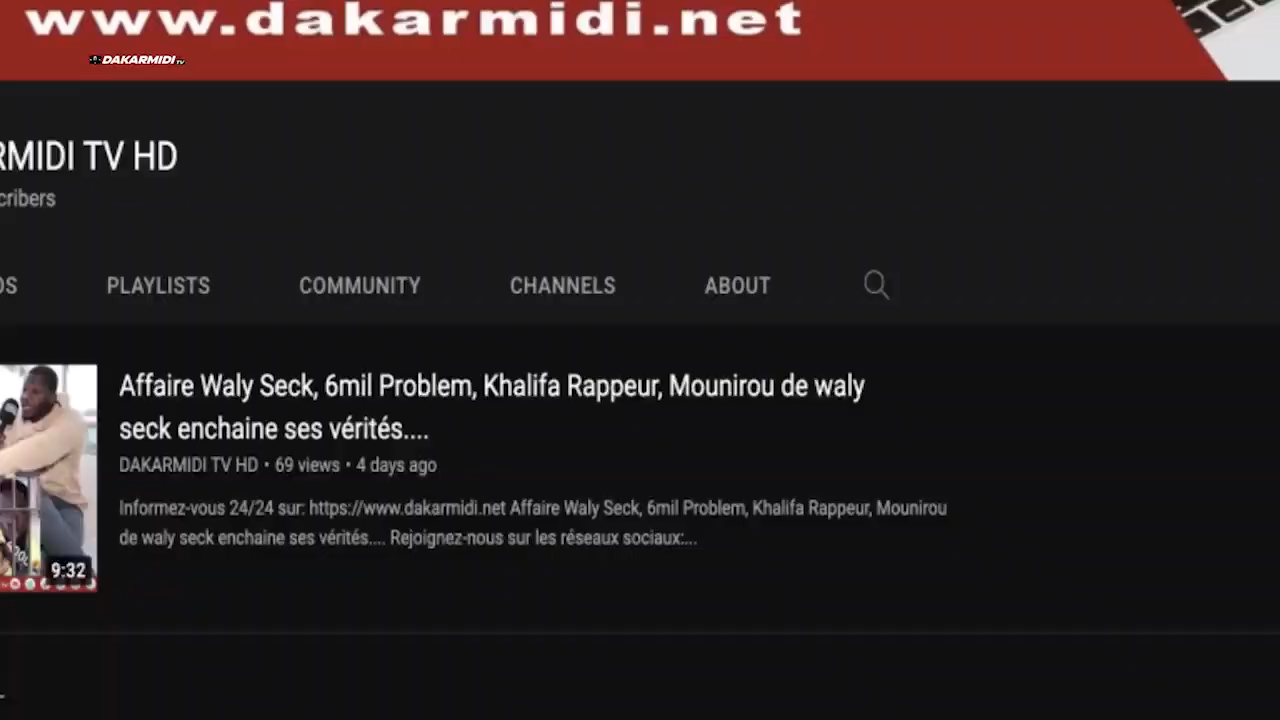 www.dakarmidi.net
DAKARMIDI TV
RMIDI TV HD
cribers
OS
PLAYLISTS
COMMUNITY
CHANNELS
ABOUT
Affaire Waly Seck, 6mil Problem, Khalifa Rappeur, Mounirou de waly
seck enchaine ses vérités....
DAKARMIDI TV HD • 69 views • 4 days ago
Informez-vous 24/24 sur: https://www.dakarmidi.net Affaire Waly Seck, 6mil Problem, Khalifa Rappeur, Mounirou
de waly seck enchaine ses vérités.... Rejoignez-nous sur les réseaux sociaux:...
9:32